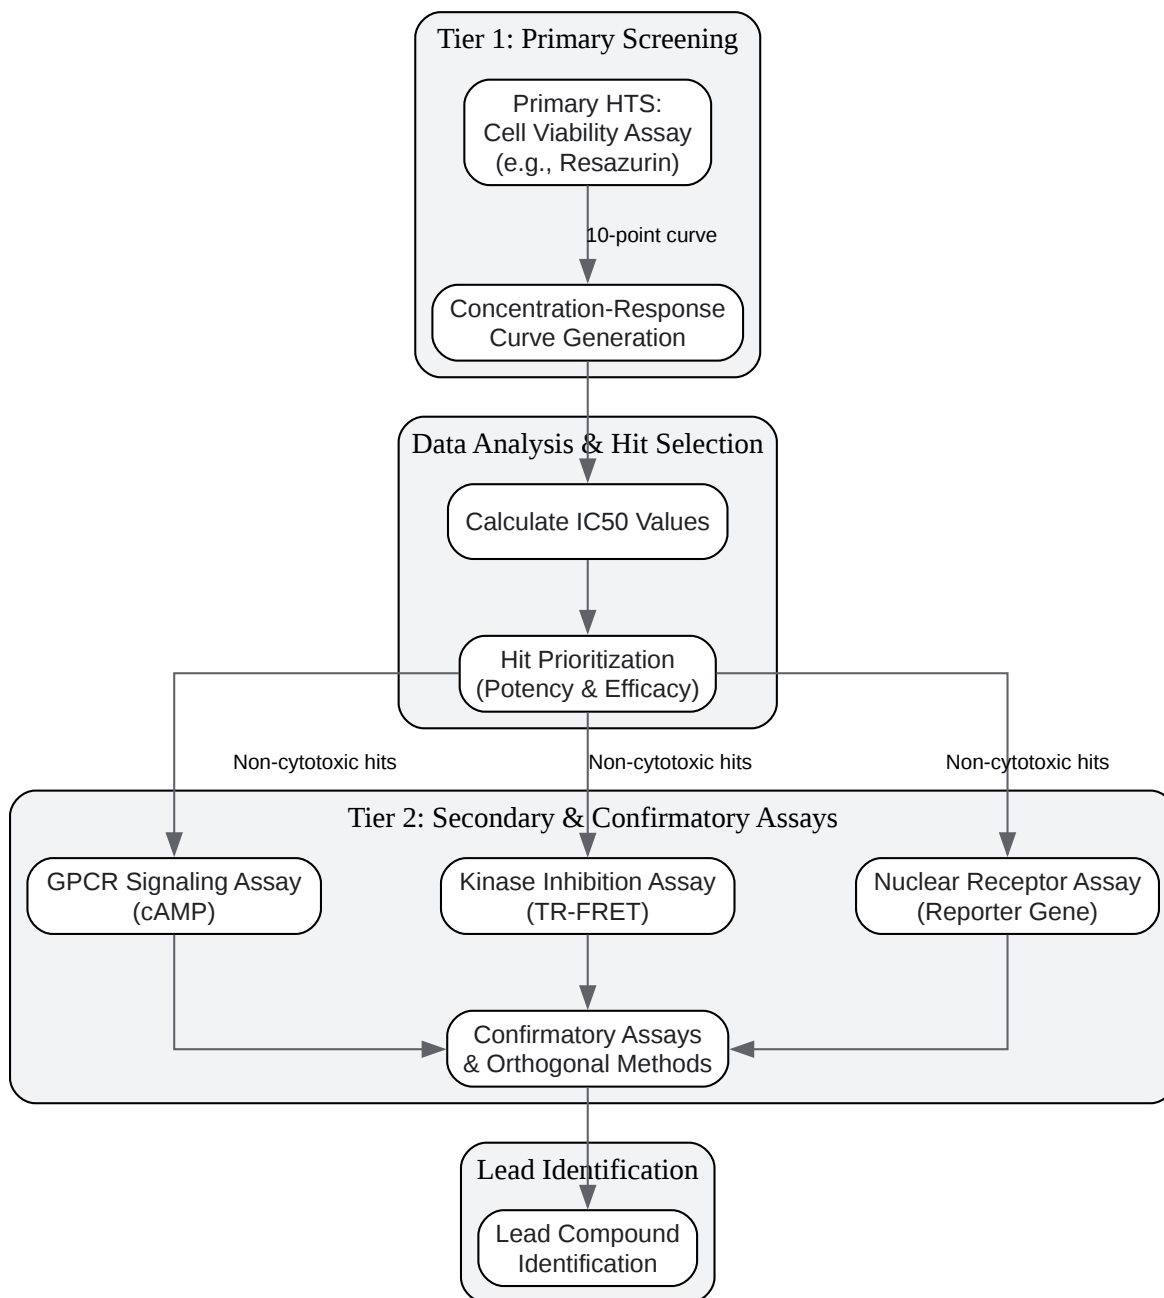 Tier 1: Primary Screening
Primary HTS:
Cell Viability Assay
(e.g., Resazurin)
10-point curve
Concentration-Response
Curve Generation
Data Analysis & Hit Selection
Calculate IC50 Values
Hit Prioritization
(Potency & Efficacy)
Non-cytotoxic hits
Non-cytotoxic hits
Non-cytotoxic hits
Tier 2: Secondary & Confirmatory Assays
GPCR Signaling Assay
(cAMP)
Kinase Inhibition Assay
(TR-FRET)
Nuclear Receptor Assay
(Reporter Gene)
Confirmatory Assays
& Orthogonal Methods
Lead Identification
Lead Compound
Identification